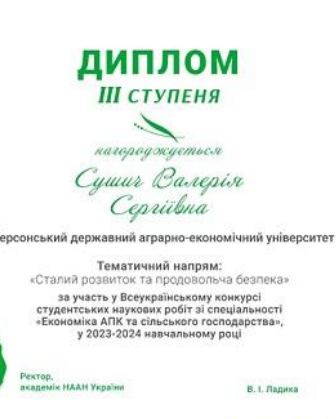 ДИПЛОМ
III СТУПЕНЯ
нагороджується
Сушич Валерія
Сергіївна
ерсонський державний аграрно-економічний університет
Тематичний напрям:
«Сталий розвиток та продовольча безпека»
за участь у Всеукраїнському конкурсі
студентських наукових робіт зі спеціальності
«Економіка АПК та сільського господарства»,
у 2023-2024 навчальному році
Ректор,
академік НААН України
В. І. Ладика